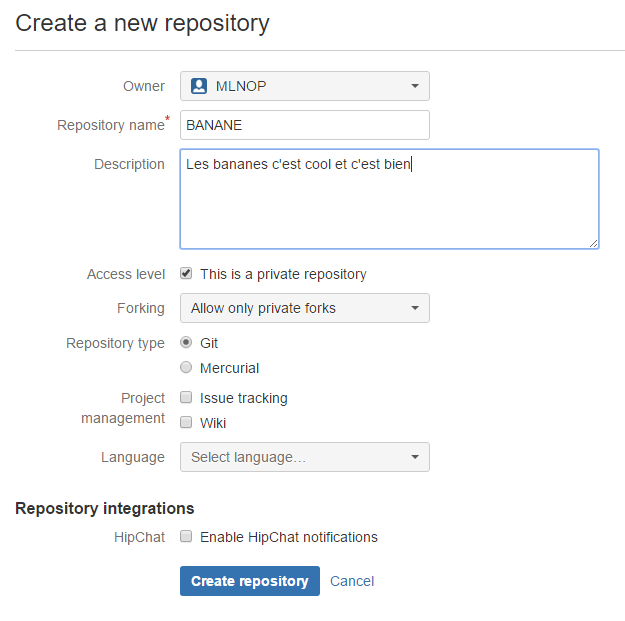 Create a new repository
Owner MLNOP
Repository name* BANANE
Description Les bananes c'est cool et c'est bien
Access level This is a private repository
Forking Allow only private forks
Repository type Git
Mercurial
Project management Issue tracking
Wiki
Language Select language...
Repository integrations
HipChat Enable HipChat notifications
Create repository Cancel